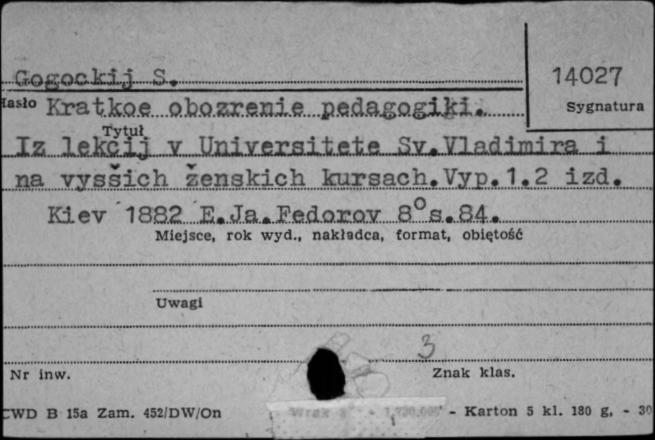 Gogockij S.
14027
Hasło
Kratkoe obozrenie pedagogiki.
Sygnatura
Tytuł
Iz lekčij v Universitete Sv.Vladimira i
na vysšich ženskich kursach.Vyp.1.2 izd.
Kiev 1882 E.Ja.Fedorov 8°s.84.
Miejsce, rok wyd., nakładca, format, obiętość
Uwagi
3
Nr inw.
Znak klas.
CWD B 15a Zam. 452/DW/On
- Karton 5 kl. 180 g. - 30